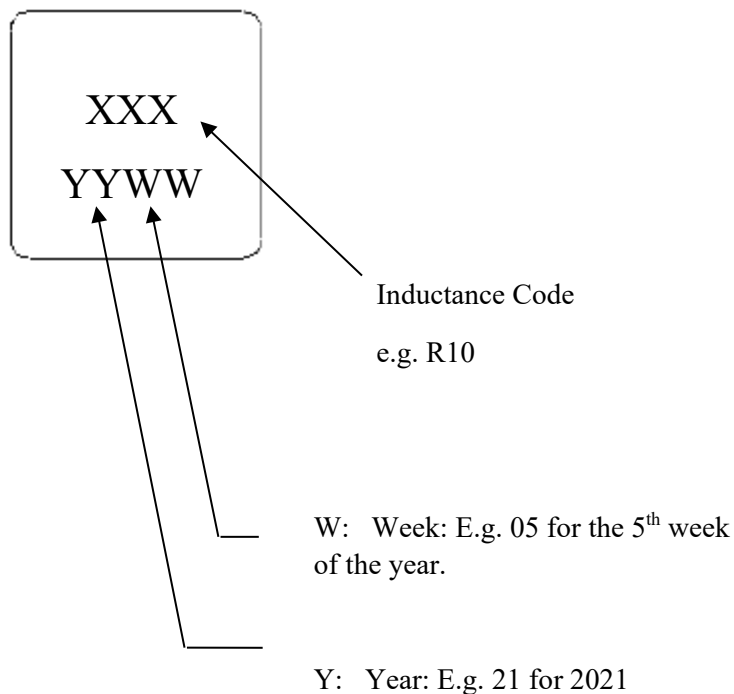 XXX
YYWW
Inductance Code
e.g. R10
W: Week: E.g. 05 for the 5th week
of the year.
Y: Year: E.g. 21 for 2021